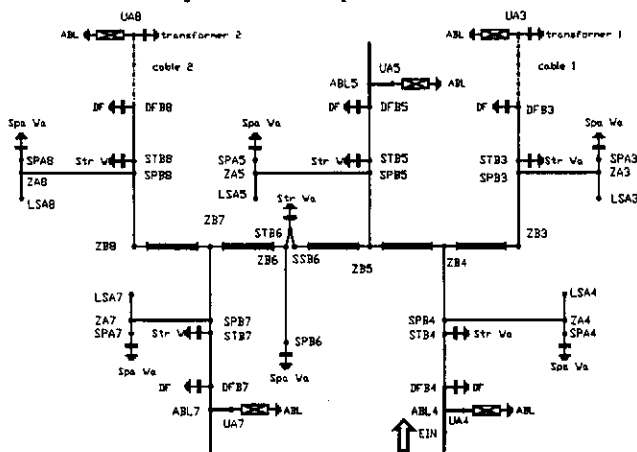 UA8
UA3
ABL transformer 2
ABL transformer 1
cable 2
UA5
cable 1
ABL5 ABL
DF DFB8
DF DFB5
DF DFB3
Spa Wa
Spa Wa
Spa Wa
SPA8 Str Wa STB8
SPA5 Str W STB5
STB3 Str Wa SPA3
ZA8 SPB8
ZA5 SPB5
SPB3 ZA3
LSA8
LSA5
Str Wa
LSA3
ZB7
STB6
ZB8 ZB6 SSB6 ZB5 ZB4 ZB3
LSA7
LSA4
ZA7 SPB7
SPB4 ZA4
SPA7 Str W STB7
SPB6
STB4 Str Wa SPA4
Spa Wa
Spa Wa
Spa Wa
DF DFB7
DFB4 DF
ABL7 ABL
ABL4 ABL
UA7
UA4
EIN